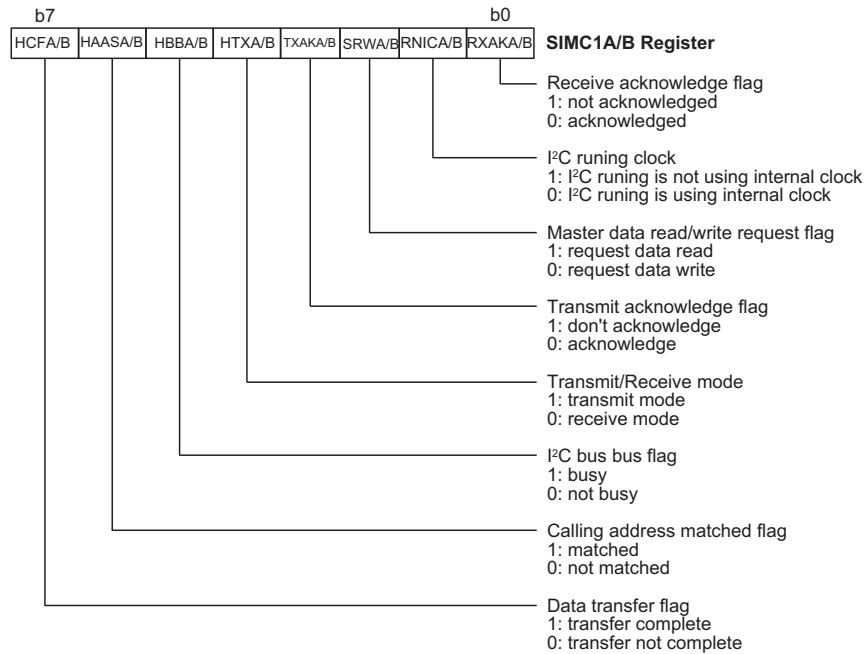 b7 b0
HCFA/B HAASA/B HBBA/B HTXA/B TXAKA/B SRWA/B RNICA/B RXAKA/B SIMC1A/B Register
Receive acknowledge flag
1: not acknowledged
0: acknowledged
I²C runing clock
1: I²C runing is not using internal clock
0: I²C runing is using internal clock
Master data read/write request flag
1: request data read
0: request data write
Transmit acknowledge flag
1: don't acknowledge
0: acknowledge
Transmit/Receive mode
1: transmit mode
0: receive mode
I²C bus bus flag
1: busy
0: not busy
Calling address matched flag
1: matched
0: not matched
Data transfer flag
1: transfer complete
0: transfer not complete